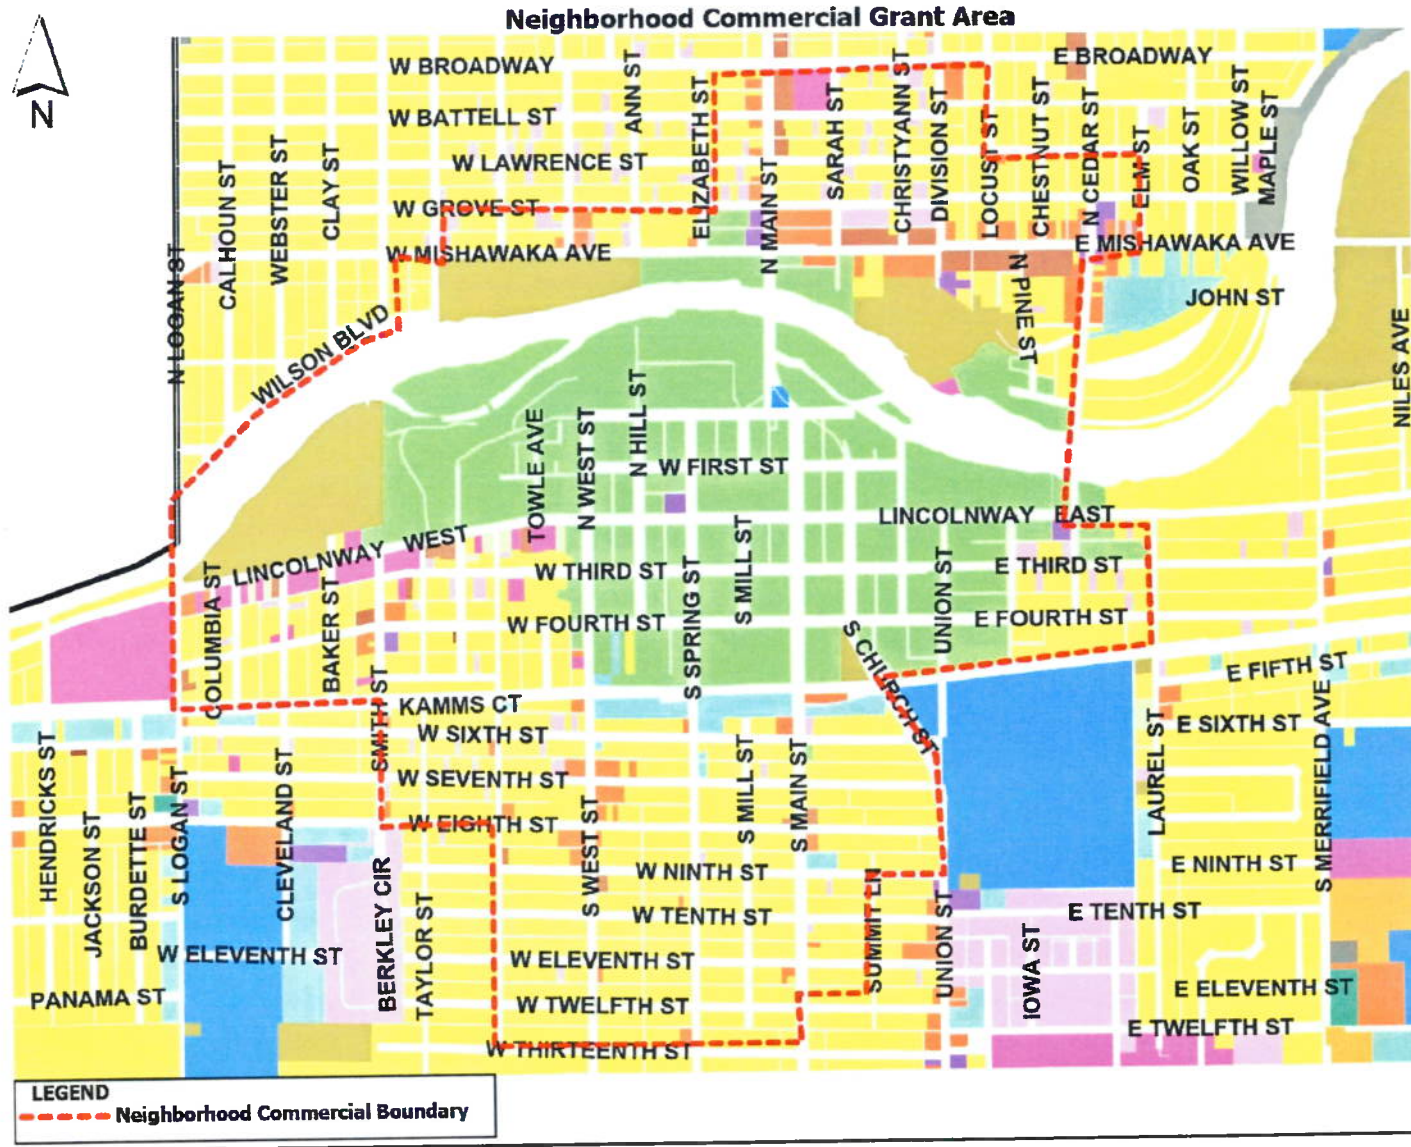 Neighborhood Commercial Grant Area
N
W BROADWAY
E BROADWAY
W BATTELL ST
W LAWRENCE ST
W GROVE ST
W MISHAWAKA AVE
E MISHAWAKA AVE
JOHN ST
N LOGAN ST
CALHOUN ST
WEBSTER ST
CLAY ST
WILSON BLVD
ANN ST
ELIZABETH ST
N MAIN ST
SARAH ST
CHRISTYANN ST
DIVISION ST
LOCUST ST
CHESTNUT ST
N CEDAR ST
ELM ST
OAK ST
WILLOW ST
MAPLE ST
N PINE ST
NILES AVE
TOWLE AVE
N WEST ST
N HILL ST
W FIRST ST
LINCOLNWAY WEST
LINCOLNWAY EAST
W THIRD ST
E THIRD ST
W FOURTH ST
E FOURTH ST
COLUMBIA ST
BAKER ST
SMITH ST
S SPRING ST
S MILL ST
UNION ST
S CHURCH ST
KAMMS CT
E FIFTH ST
W SIXTH ST
E SIXTH ST
W SEVENTH ST
W EIGHTH ST
W NINTH ST
E NINTH ST
W TENTH ST
E TENTH ST
W ELEVENTH ST
W ELEVENTH ST
E ELEVENTH ST
W TWELFTH ST
E TWELFTH ST
W THIRTEENTH ST
PANAMA ST
HENDRICKS ST
JACKSON ST
BURDETTE ST
S LOGAN ST
CLEVELAND ST
BERKLEY CIR
TAYLOR ST
S WEST ST
S MILL ST
S MAIN ST
SUMMIT LN
UNION ST
IOWA ST
LAUREL ST
S MERRIFIELD AVE
LEGEND
Neighborhood Commercial Boundary